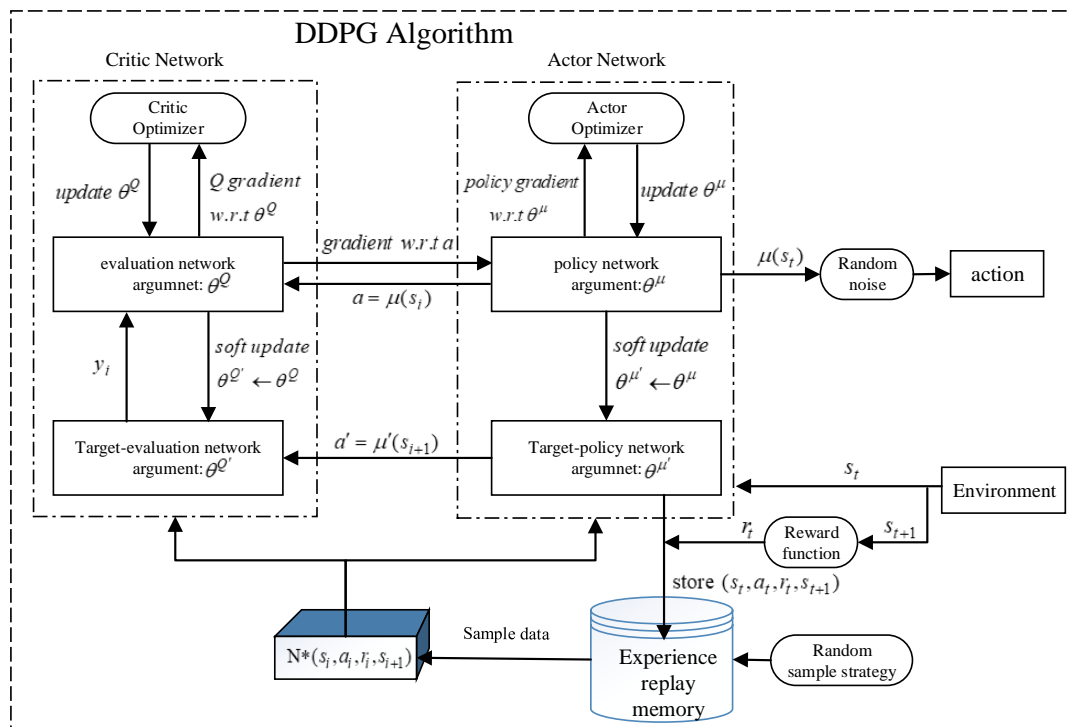 DDPG Algorithm
Critic Network
Actor Network
Critic
Optimizer
Actor
Optimizer
update θ^Q
Q gradient
w.r.t θ^Q
policy gradient
w.r.t θ^μ
update θ^μ
evaluation network
argumnet: θ^Q
gradient w.r.t a
a = μ(s_i)
policy network
argument: θ^μ
μ(s_t)
Random
noise
action
y_i
soft update
θ^Q' ← θ^Q
soft update
θ^μ' ← θ^μ
Target-evaluation network
argument: θ^Q'
a' = μ'(s_{i+1})
Target-policy network
argumnet: θ^μ'
s_t
Environment
r_t
Reward
function
s_{t+1}
store (s_t, a_t, r_t, s_{t+1})
N*(s_i, a_i, r_i, s_{i+1})
Sample data
Experience
replay
memory
Random
sample strategy